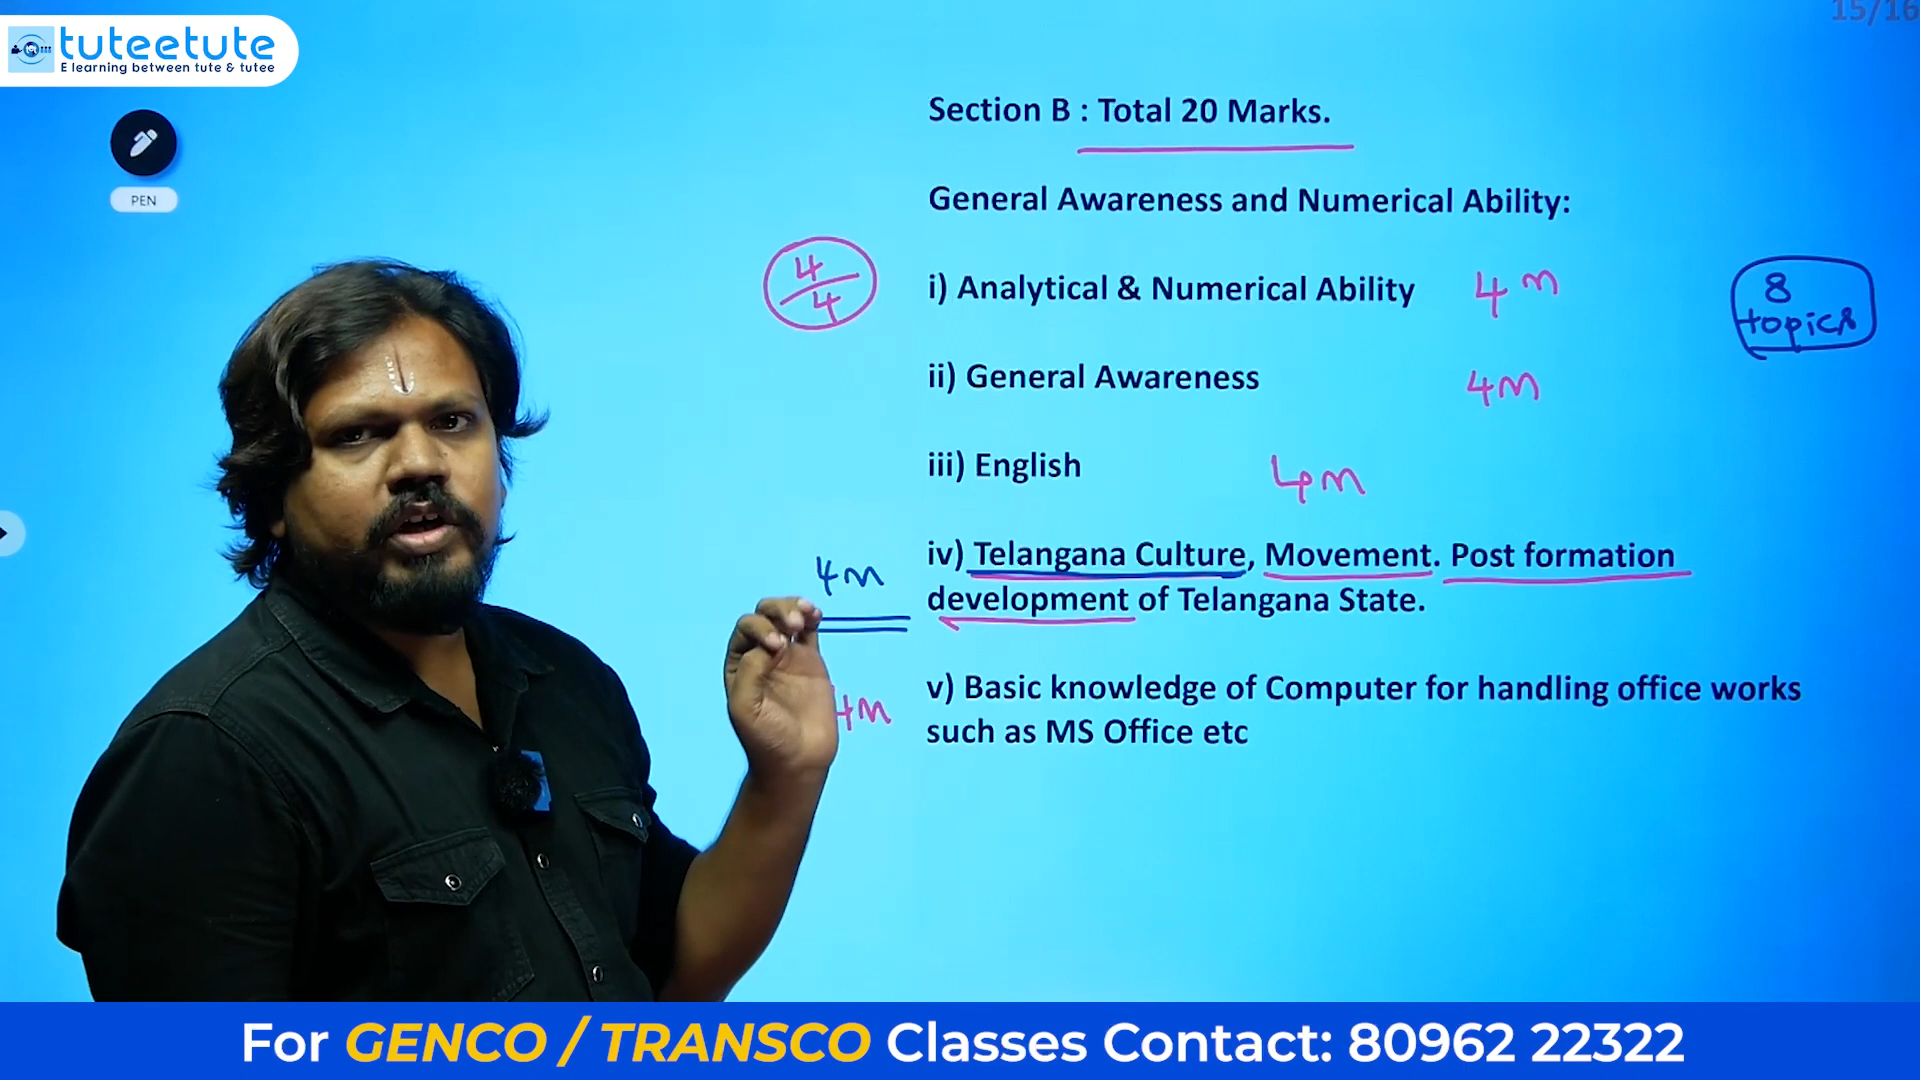 tuteetute
E learning between tute & tutee
15/16
PEN
Section B : Total 20 Marks.
General Awareness and Numerical Ability:
4
4
i) Analytical & Numerical Ability 4 m
8
topics
ii) General Awareness 4m
iii) English 4m
4m
iv) Telangana Culture, Movement. Post formation
development of Telangana State.
4m
v) Basic knowledge of Computer for handling office works
such as MS Office etc
For GENCO / TRANSCO Classes Contact: 80962 22322